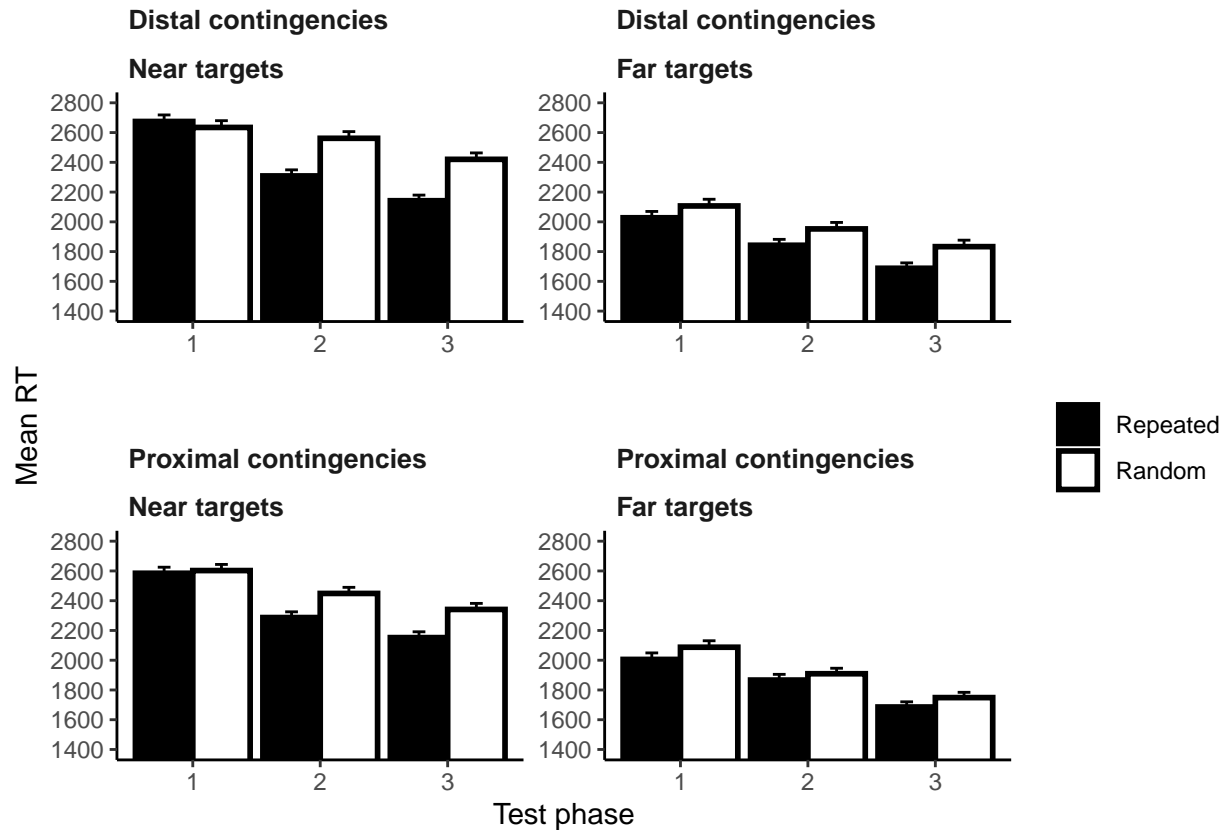 Distal contingencies
Near targets
2800
2600
2400
2200
2000
1800
1600
1400
1 2 3
Distal contingencies
Far targets
2800
2600
2400
2200
2000
1800
1600
1400
1 2 3
Mean RT
Proximal contingencies
Near targets
2800
2600
2400
2200
2000
1800
1600
1400
1 2 3
Proximal contingencies
Far targets
2800
2600
2400
2200
2000
1800
1600
1400
1 2 3
Test phase
Repeated
Random